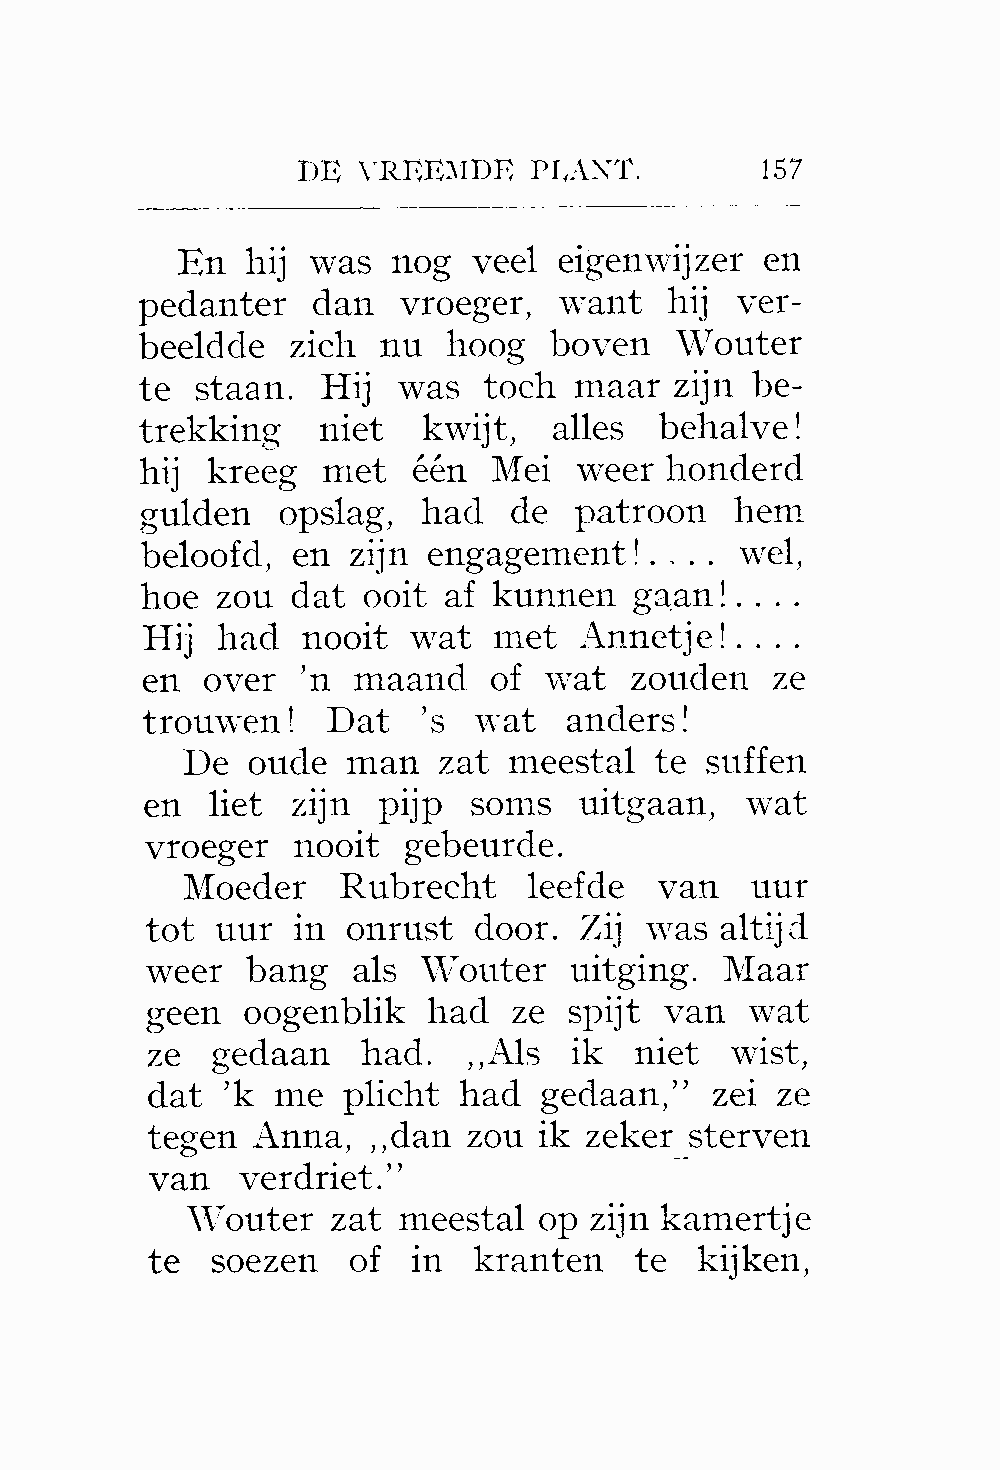 DE VREEMDE PLANT. 157
En hij was nog veel eigenwijzer en
pedanter dan vroeger, want hij ver-
beeldde zich nu hoog boven Wouter
te staan. Hij was toch maar zijn be-
trekking niet kwijt, alles behalve!
hij kreeg met één Mei weer honderd
gulden opslag, had de patroon hem
beloofd, en zijn engagement!.... wel,
hoe zou dat ooit af kunnen gaan!....
Hij had nooit wat met Annetje!....
en over 'n maand of wat zouden ze
trouwen! Dat 's wat anders!
De oude man zat meestal te suffen
en liet zijn pijp soms uitgaan, wat
vroeger nooit gebeurde.
Moeder Rubrecht leefde van uur
tot uur in onrust door. Zij was altijd
weer bang als Wouter uitging. Maar
geen oogenblik had ze spijt van wat
ze gedaan had. ,,Als ik niet wist,
dat 'k me plicht had gedaan,” zei ze
tegen Anna, ,,dan zou ik zeker sterven
van verdriet.”
Wouter zat meestal op zijn kamertje
te soezen of in kranten te kijken,